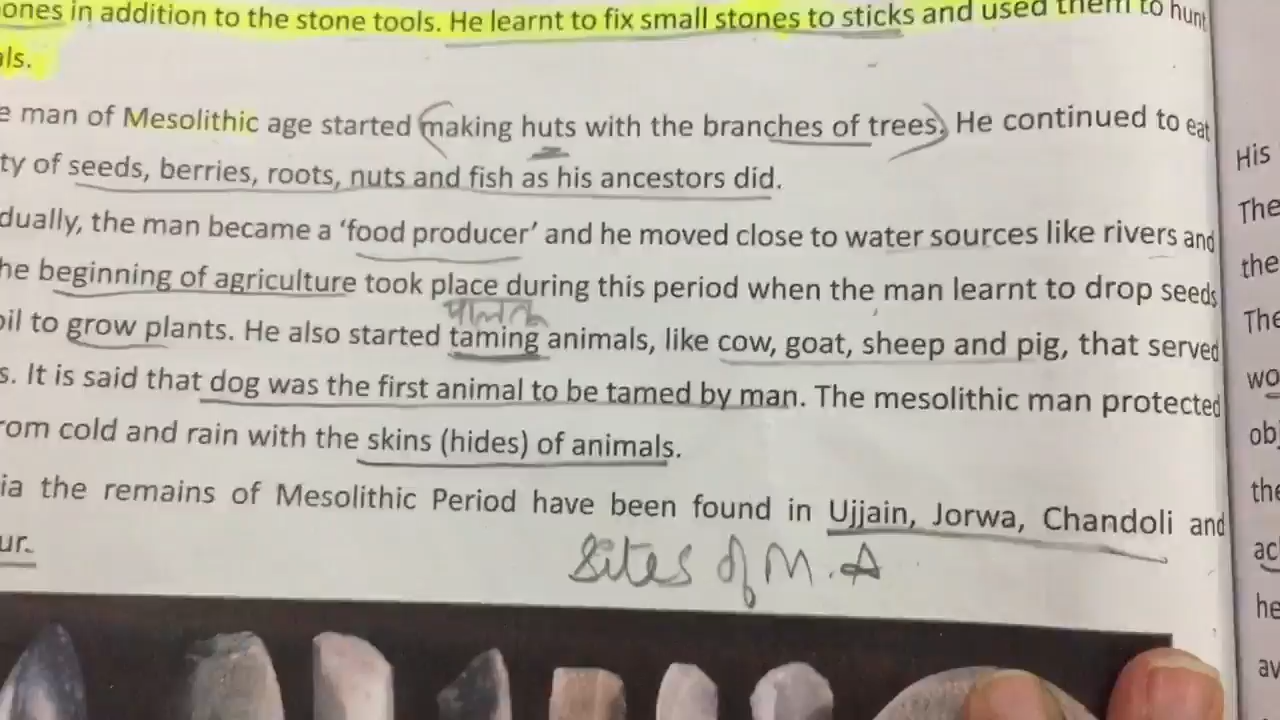 ones in addition to the stone tools. He learnt to fix small stones to sticks and used them to hunt
als.
e man of Mesolithic age started (making huts with the branches of trees). He continued to eat
ty of seeds, berries, roots, nuts and fish as his ancestors did.
dually, the man became a ‘food producer’ and he moved close to water sources like rivers and
he beginning of agriculture took place during this period when the man learnt to drop seeds
oil to grow plants. He also started taming animals, like cow, goat, sheep and pig, that served
s. It is said that dog was the first animal to be tamed by man. The mesolithic man protected
rom cold and rain with the skins (hides) of animals.
ia the remains of Mesolithic Period have been found in Ujjain, Jorwa, Chandoli and
ur.
Sites of M.A
His
The
the
The
wo
obj
the
ac
he
av